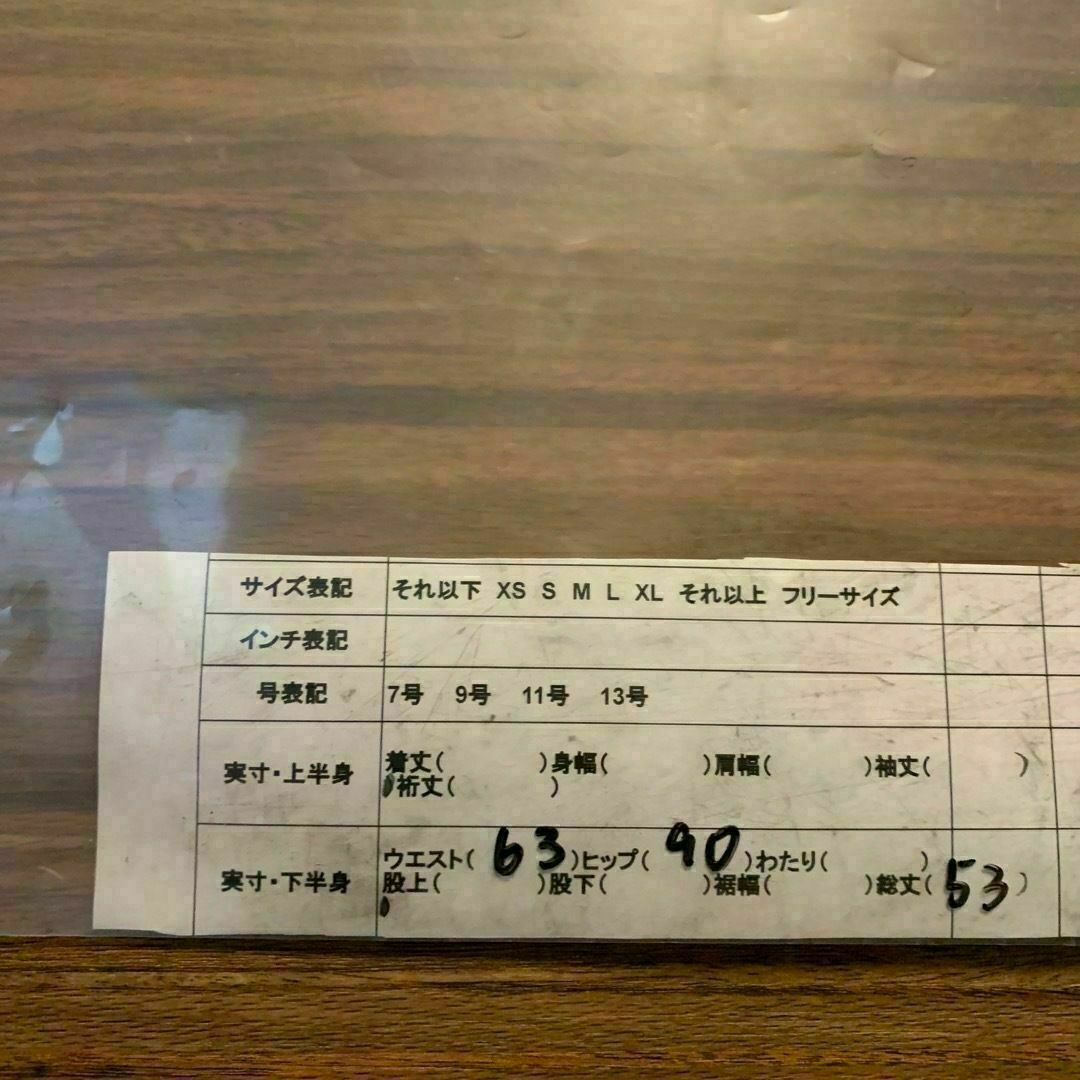 サイズ表記 それ以下 XS S M L XL それ以上 フリーサイズ
インチ表記
号表記 7号 9号 11号 13号
実寸・上半身 着丈( )身幅( )肩幅( )袖丈( )
裄丈( )
実寸・下半身 ウエスト( 63 )ヒップ( 90 )わたり( )
股上( )股下( )裾幅( )総丈( 53 )